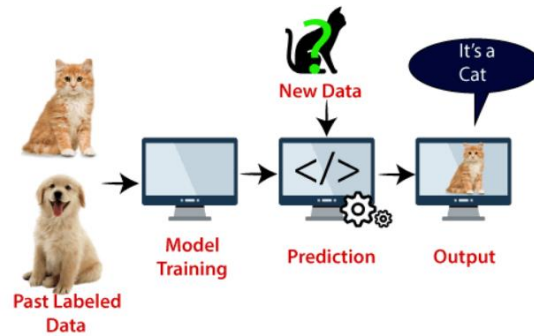 It's a
Cat
?
New Data
</>
Model
Training
Prediction
Output
Past Labeled
Data